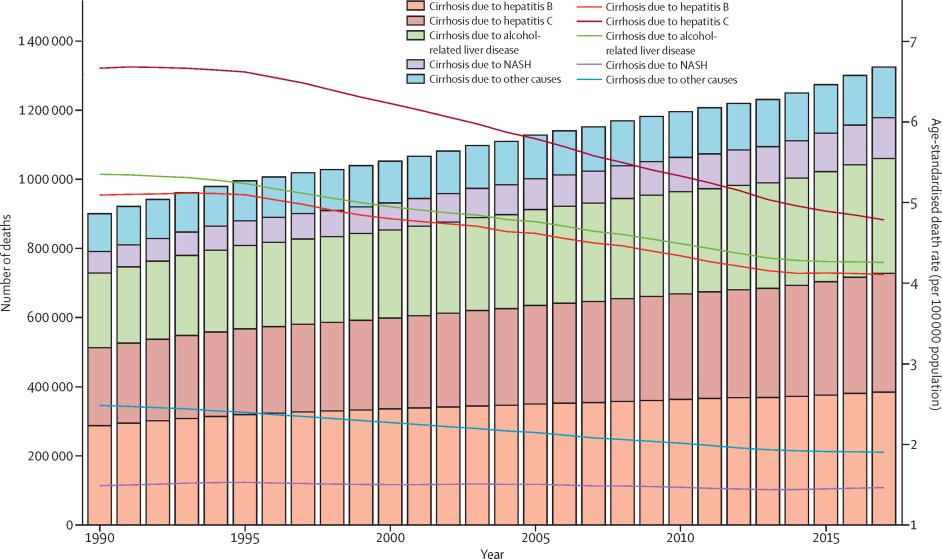 Cirrhosis due to hepatitis B
Cirrhosis due to hepatitis C
Cirrhosis due to alcohol-
related liver disease
Cirrhosis due to NASH
Cirrhosis due to other causes
Cirrhosis due to hepatitis B
Cirrhosis due to hepatitis C
Cirrhosis due to alcohol-
related liver disease
Cirrhosis due to NASH
Cirrhosis due to other causes
Number of deaths
1 400 000
1 200 000
1 000 000
800 000
600 000
400 000
200 000
0
7
6
5
4
3
2
1
Age-standardised death rate (per 100 000 population)
1990
1995
2000
2005
2010
2015
Year